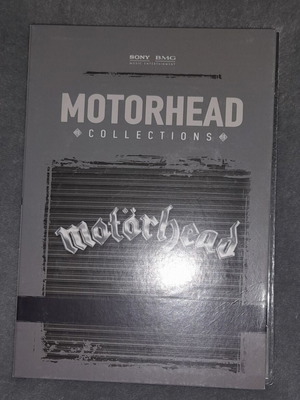 SONY BMG
MUSIC ENTERTAINMENT
MOTORHEAD
COLLECTIONS
motörhead